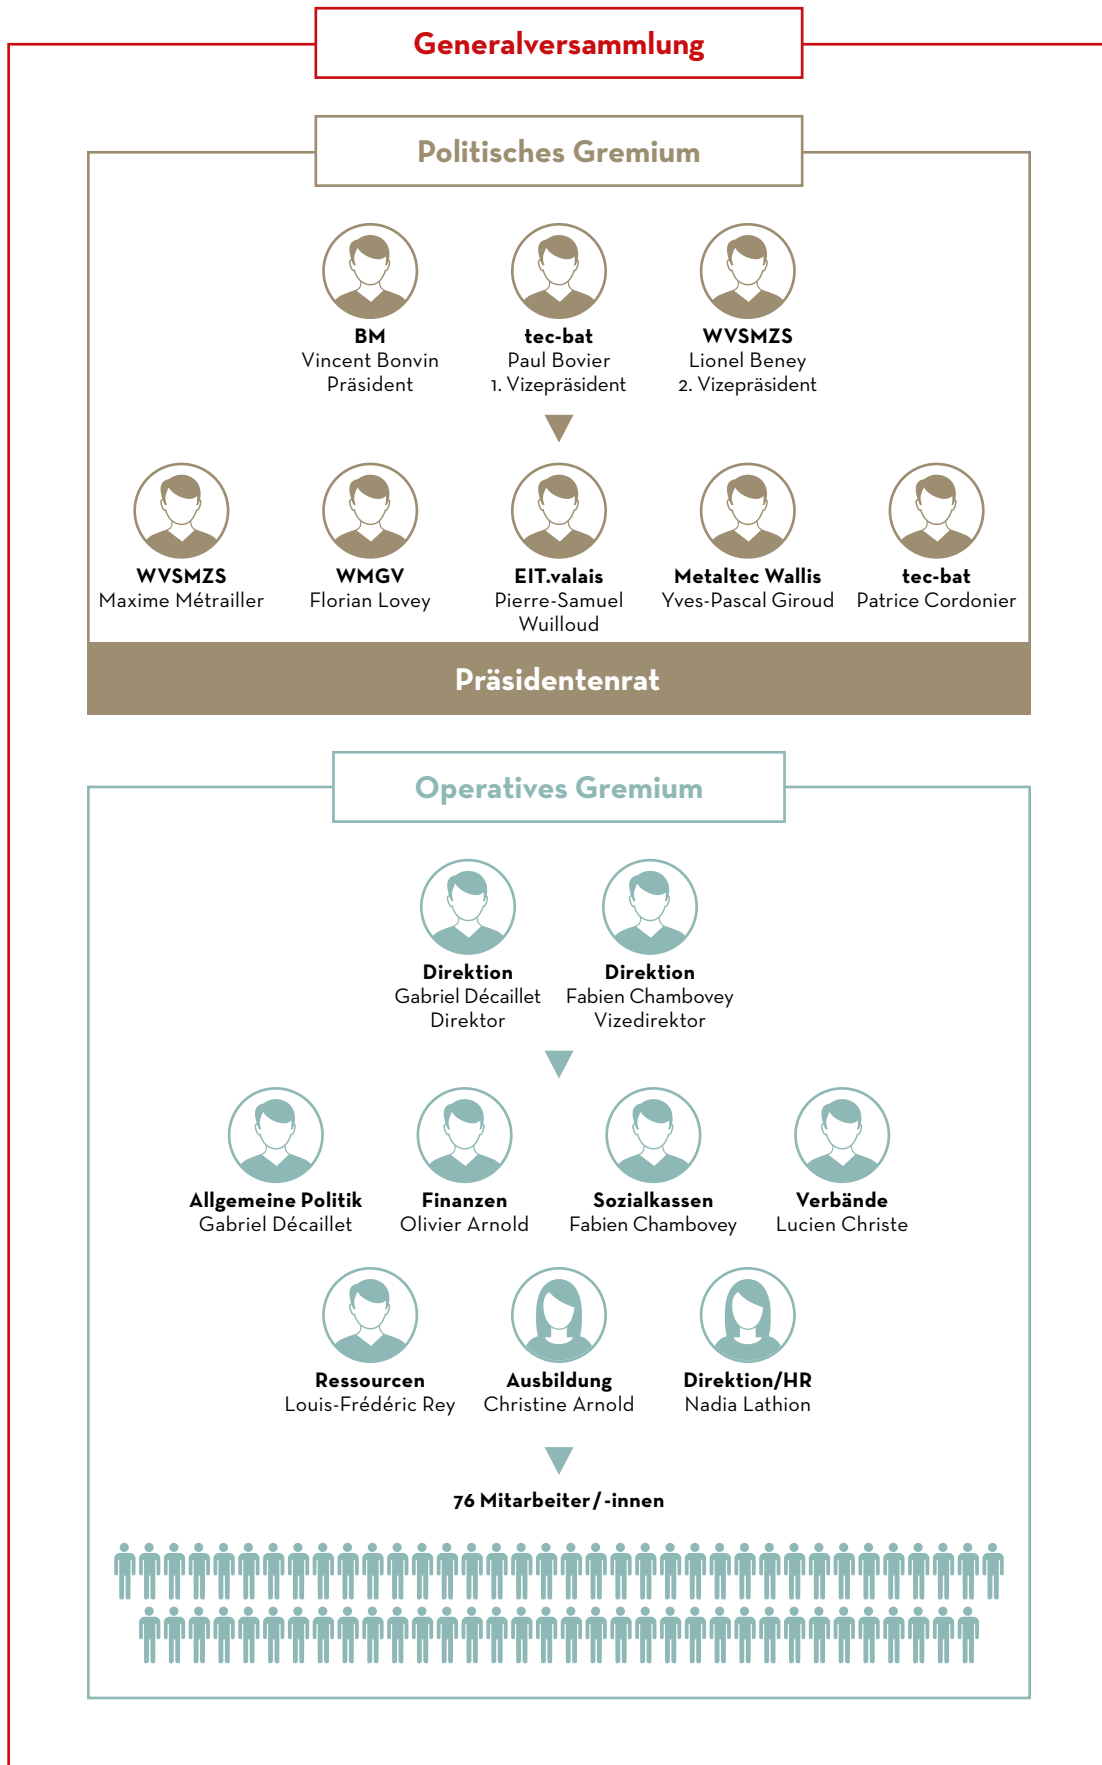 Generalversammlung
Politisches Gremium
BM
Vincent Bonvin
Präsident
tec-bat
Paul Bovier
1. Vizepräsident
WVSMZS
Lionel Beney
2. Vizepräsident
WVSMZS
Maxime Métrailler
WMGV
Florian Lovey
EIT.valais
Pierre-Samuel
Wuilloud
Metaltec Wallis
Yves-Pascal Giroud
tec-bat
Patrice Cordonier
Präsidentenrat
Operatives Gremium
Direktion
Gabriel Décaillet
Direktor
Direktion
Fabien Chambovey
Vizedirektor
Allgemeine Politik
Gabriel Décaillet
Finanzen
Olivier Arnold
Sozialkassen
Fabien Chambovey
Verbände
Lucien Christe
Ressourcen
Louis-Frédéric Rey
Ausbildung
Christine Arnold
Direktion/HR
Nadia Lathion
76 Mitarbeiter / -innen